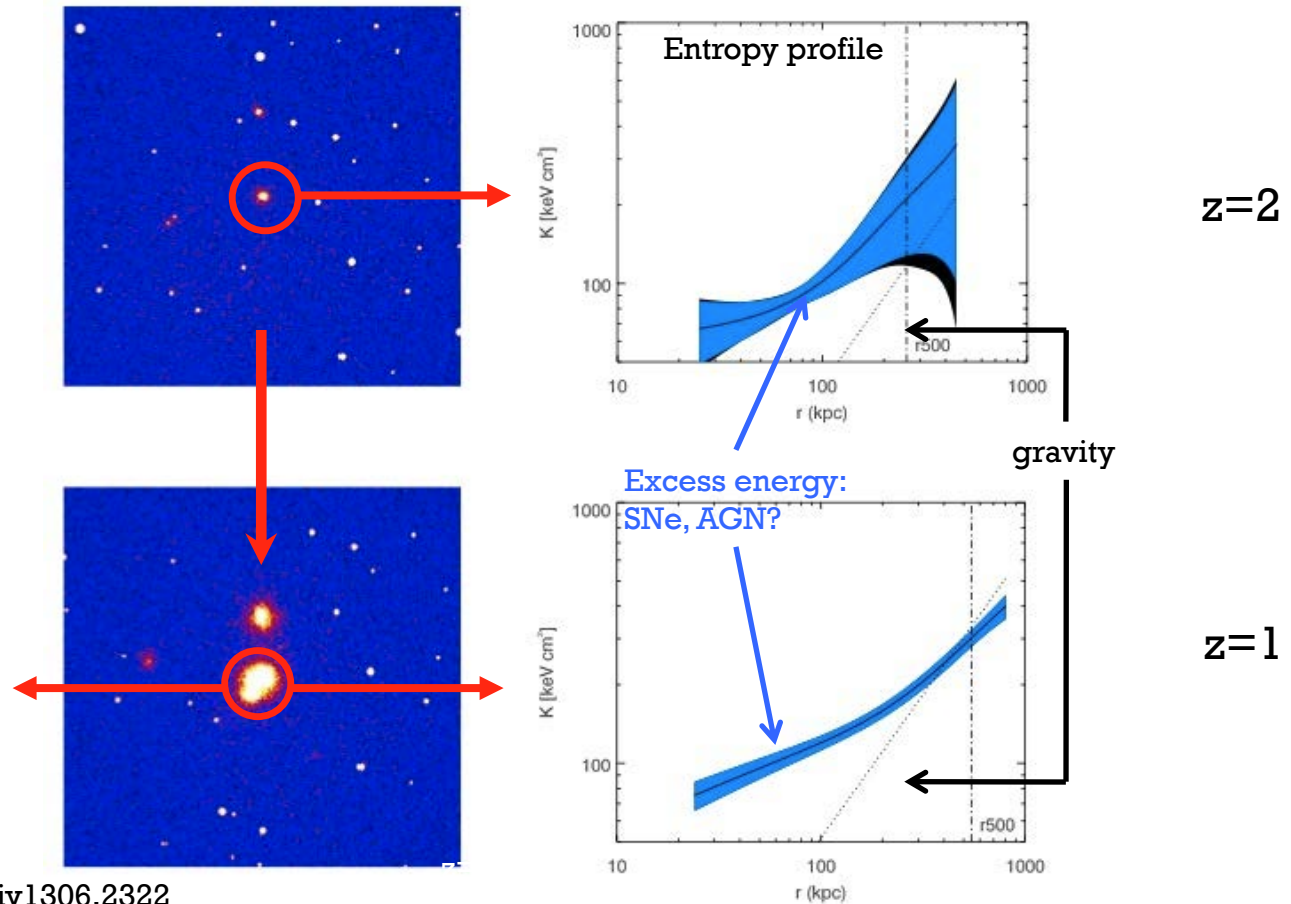 Entropy profile
1000
100
K [keV cm²]
r500
10 100 1000
r (kpc)
z=2
gravity
Excess energy:
SNe, AGN?
1000
100
K [keV cm²]
r500
10 100 1000
r (kpc)
z=1
iv1306.2322